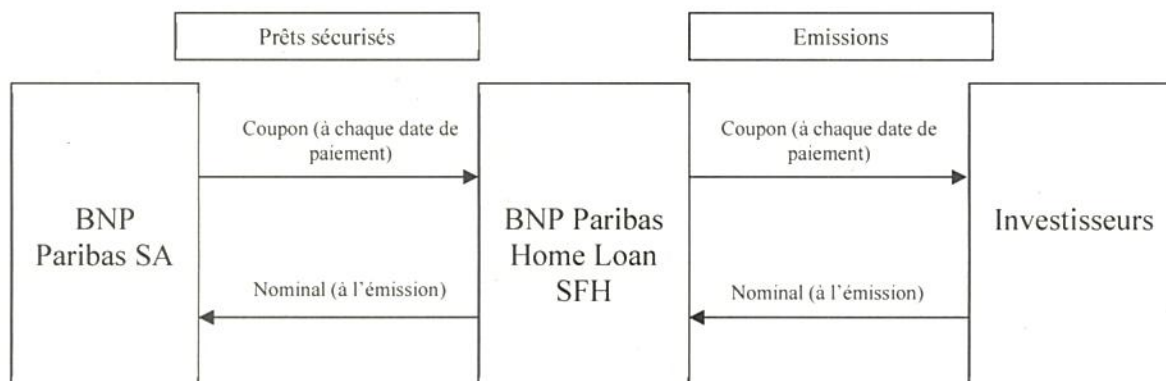 Prêts sécurisés
Emissions
Coupon (à chaque date de
paiement)
Coupon (à chaque date de
paiement)
BNP
Paribas SA
BNP Paribas
Home Loan
SFH
Investisseurs
Nominal (à l'émission)
Nominal (à l'émission)